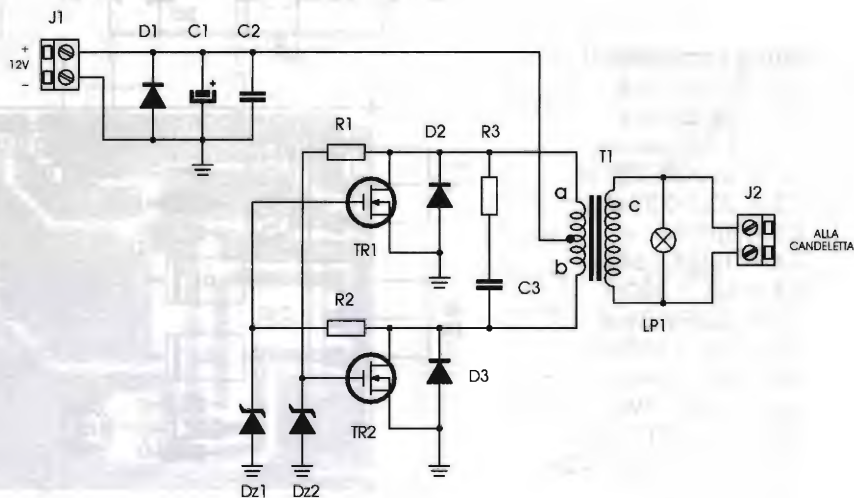 J1
D1
C1
C2
+
12V
−
+
R1
D2
R3
T1
J2
a
c
b
TR1
ALLA
CANDELETTA
C3
R2
LP1
D3
TR2
Dz1
Dz2